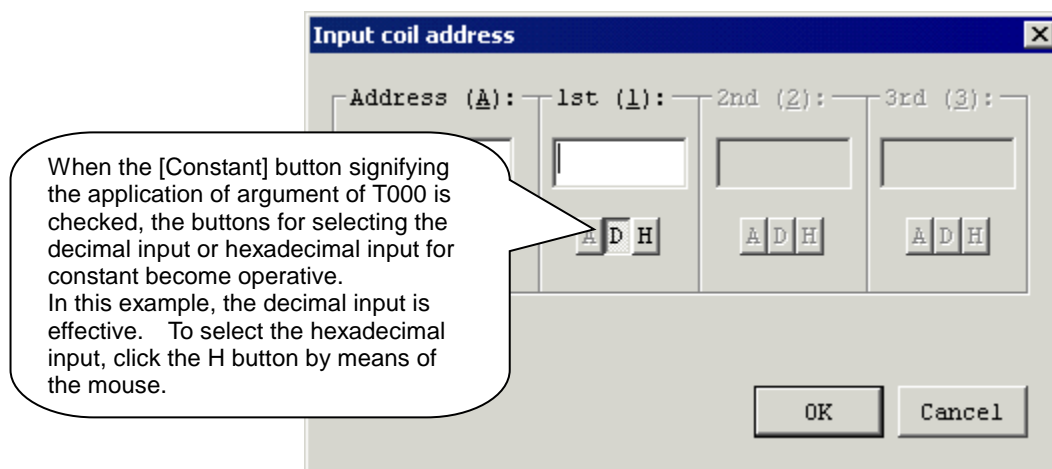 Input coil address
Address (A): 1st (1): 2nd (2): 3rd (3):
When the [Constant] button signifying
the application of argument of T000 is
checked, the buttons for selecting the
decimal input or hexadecimal input for
constant become operative.
In this example, the decimal input is
effective. To select the hexadecimal
input, click the H button by means of
the mouse.
A D H A D H A D H
OK Cancel